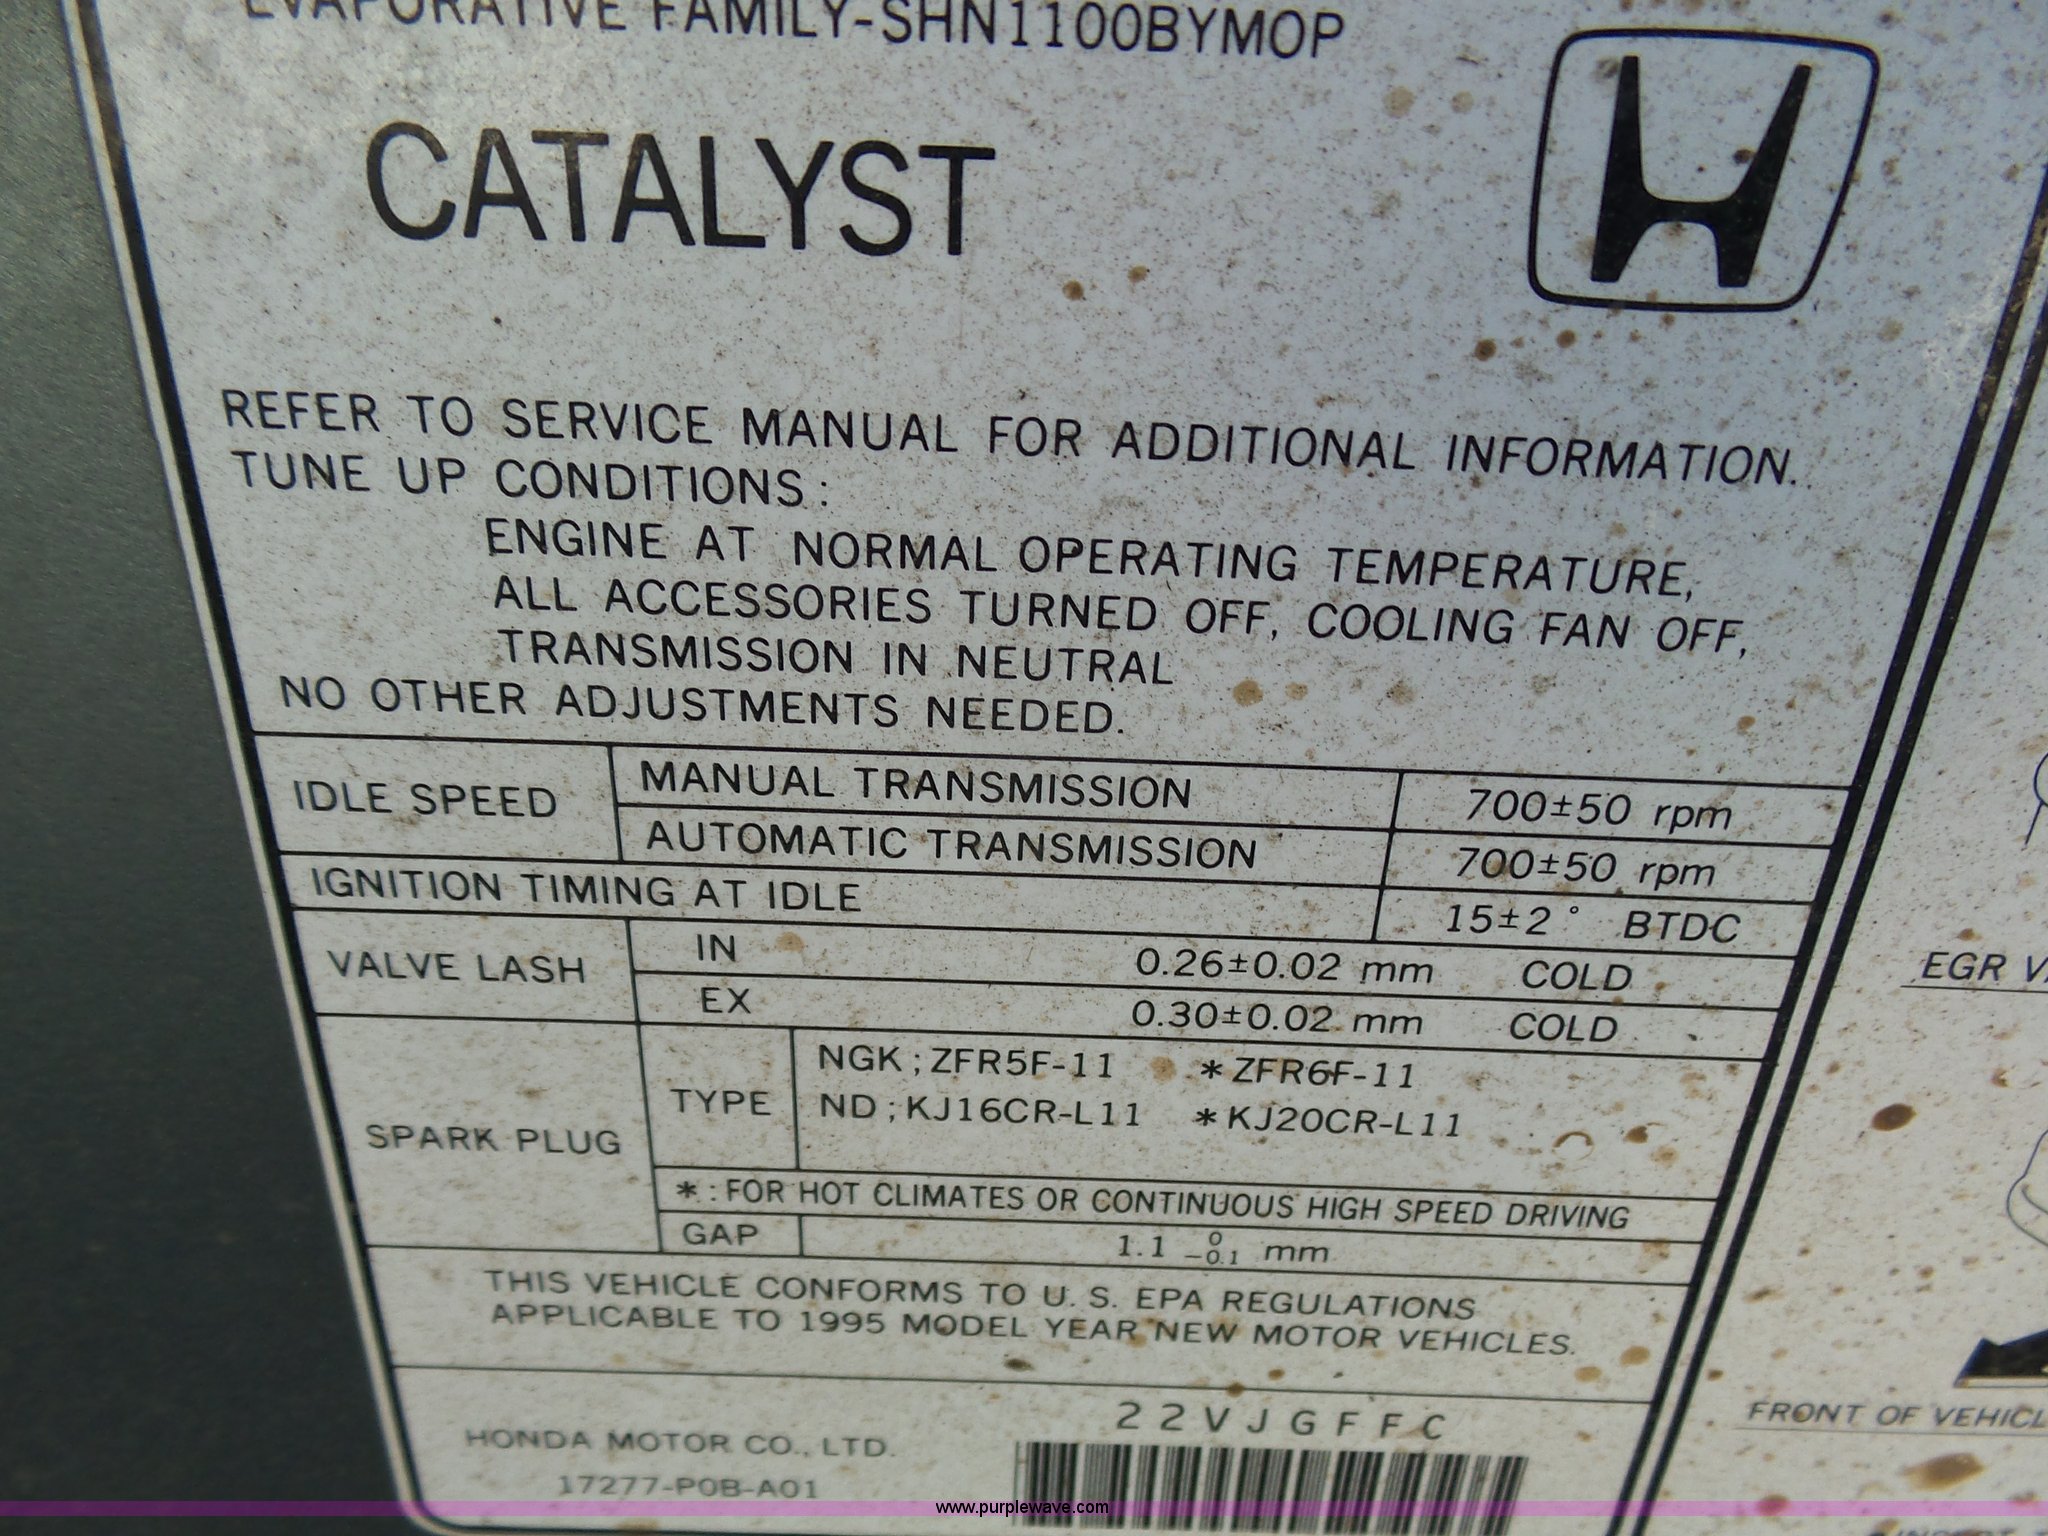 EVAPORATIVE FAMILY-SHN1100BYMOP
CATALYST
REFER TO SERVICE MANUAL FOR ADDITIONAL INFORMATION.
TUNE UP CONDITIONS:
ENGINE AT NORMAL OPERATING TEMPERATURE,
ALL ACCESSORIES TURNED OFF, COOLING FAN OFF,
TRANSMISSION IN NEUTRAL
NO OTHER ADJUSTMENTS NEEDED.
IDLE SPEED MANUAL TRANSMISSION 700±50 rpm
AUTOMATIC TRANSMISSION 700±50 rpm
IGNITION TIMING AT IDLE 15±2° BTDC
VALVE LASH IN 0.26±0.02 mm COLD
EX 0.30±0.02 mm COLD
SPARK PLUG TYPE NGK;ZFR5F-11 *ZFR6F-11
ND;KJ16CR-L11 *KJ20CR-L11
*:FOR HOT CLIMATES OR CONTINUOUS HIGH SPEED DRIVING
GAP 1.1 0 -0.1 mm
THIS VEHICLE CONFORMS TO U.S. EPA REGULATIONS
APPLICABLE TO 1995 MODEL YEAR NEW MOTOR VEHICLES.
22VJGFFC
HONDA MOTOR CO., LTD.
17277-P0B-A01
EGR
FRONT OF
www.purplewave.com